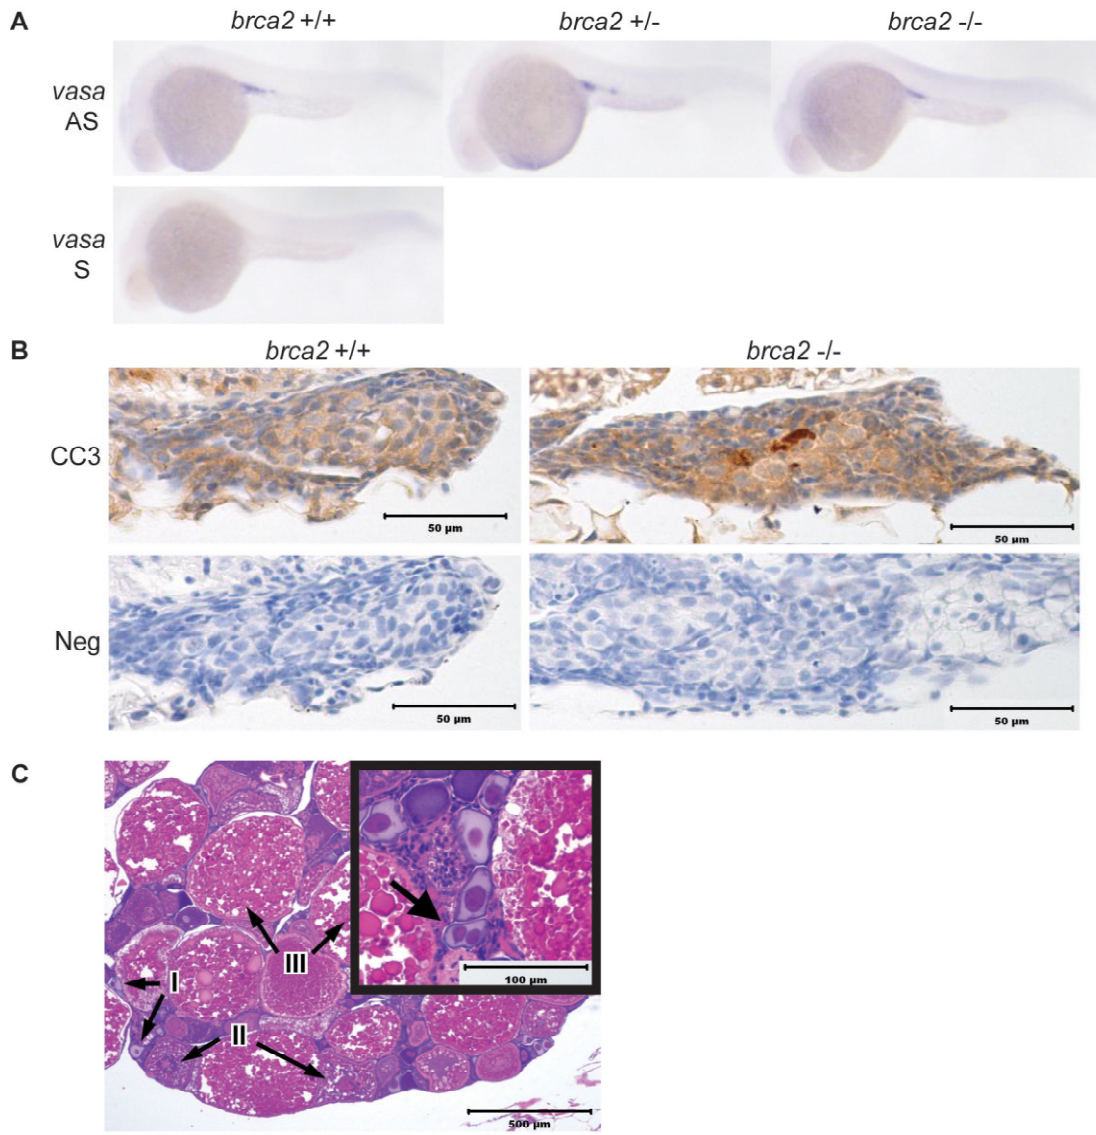 A
brca2 +/+
brca2 +/-
brca2 -/-
vasa
AS
vasa
S
B
brca2 +/+
brca2 -/-
CC3
50 µm
50 µm
Neg
50 µm
50 µm
C
I
II
III
100 µm
500 µm